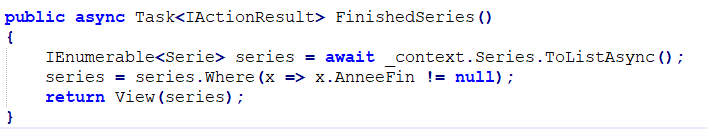 public async Task<IActionResult> FinishedSeries()
{
    IEnumerable<Serie> series = await _context.Series.ToListAsync();
    series = series.Where(x => x.AnneeFin != null);
    return View(series);
}